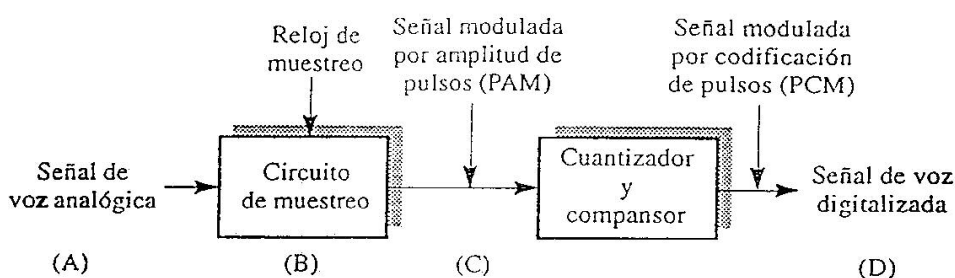 Reloj de
muestreo
Señal modulada
por amplitud de
pulsos (PAM)
Señal modulada
por codificación
de pulsos (PCM)
Señal de
voz analógica
Circuito
de muestreo
Cuantizador
y
compansor
Señal de voz
digitalizada
(A)
(B)
(C)
(D)